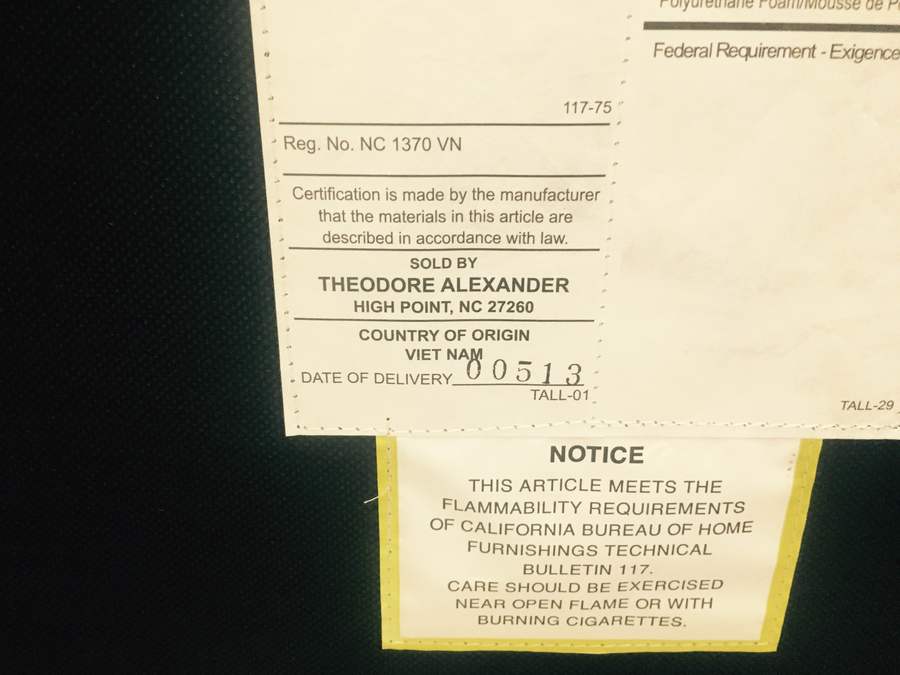 Polyurethane Foam/Mousse de
Federal Requirement - Exigence
117-75
Reg. No. NC 1370 VN
Certification is made by the manufacturer
that the materials in this article are
described in accordance with law.
SOLD BY
THEODORE ALEXANDER
HIGH POINT, NC 27260
COUNTRY OF ORIGIN
VIET NAM
DATE OF DELIVERY 00513
TALL-01
TALL-29
NOTICE
THIS ARTICLE MEETS THE
FLAMMABILITY REQUIREMENTS
OF CALIFORNIA BUREAU OF HOME
FURNISHINGS TECHNICAL
BULLETIN 117.
CARE SHOULD BE EXERCISED
NEAR OPEN FLAME OR WITH
BURNING CIGARETTES.